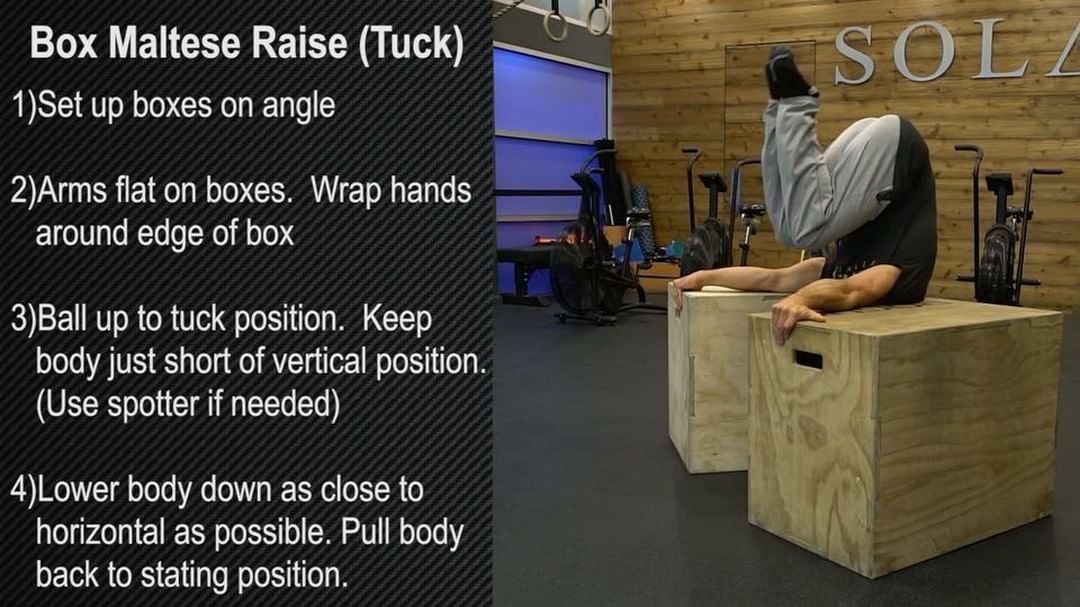 Box Maltese Raise (Tuck)
1)Set up boxes on angle
2)Arms flat on boxes.  Wrap hands
around edge of box
3)Ball up to tuck position.  Keep
body just short of vertical position.
(Use spotter if needed)
4)Lower body down as close to
horizontal as possible. Pull body
back to stating position.
SOLA